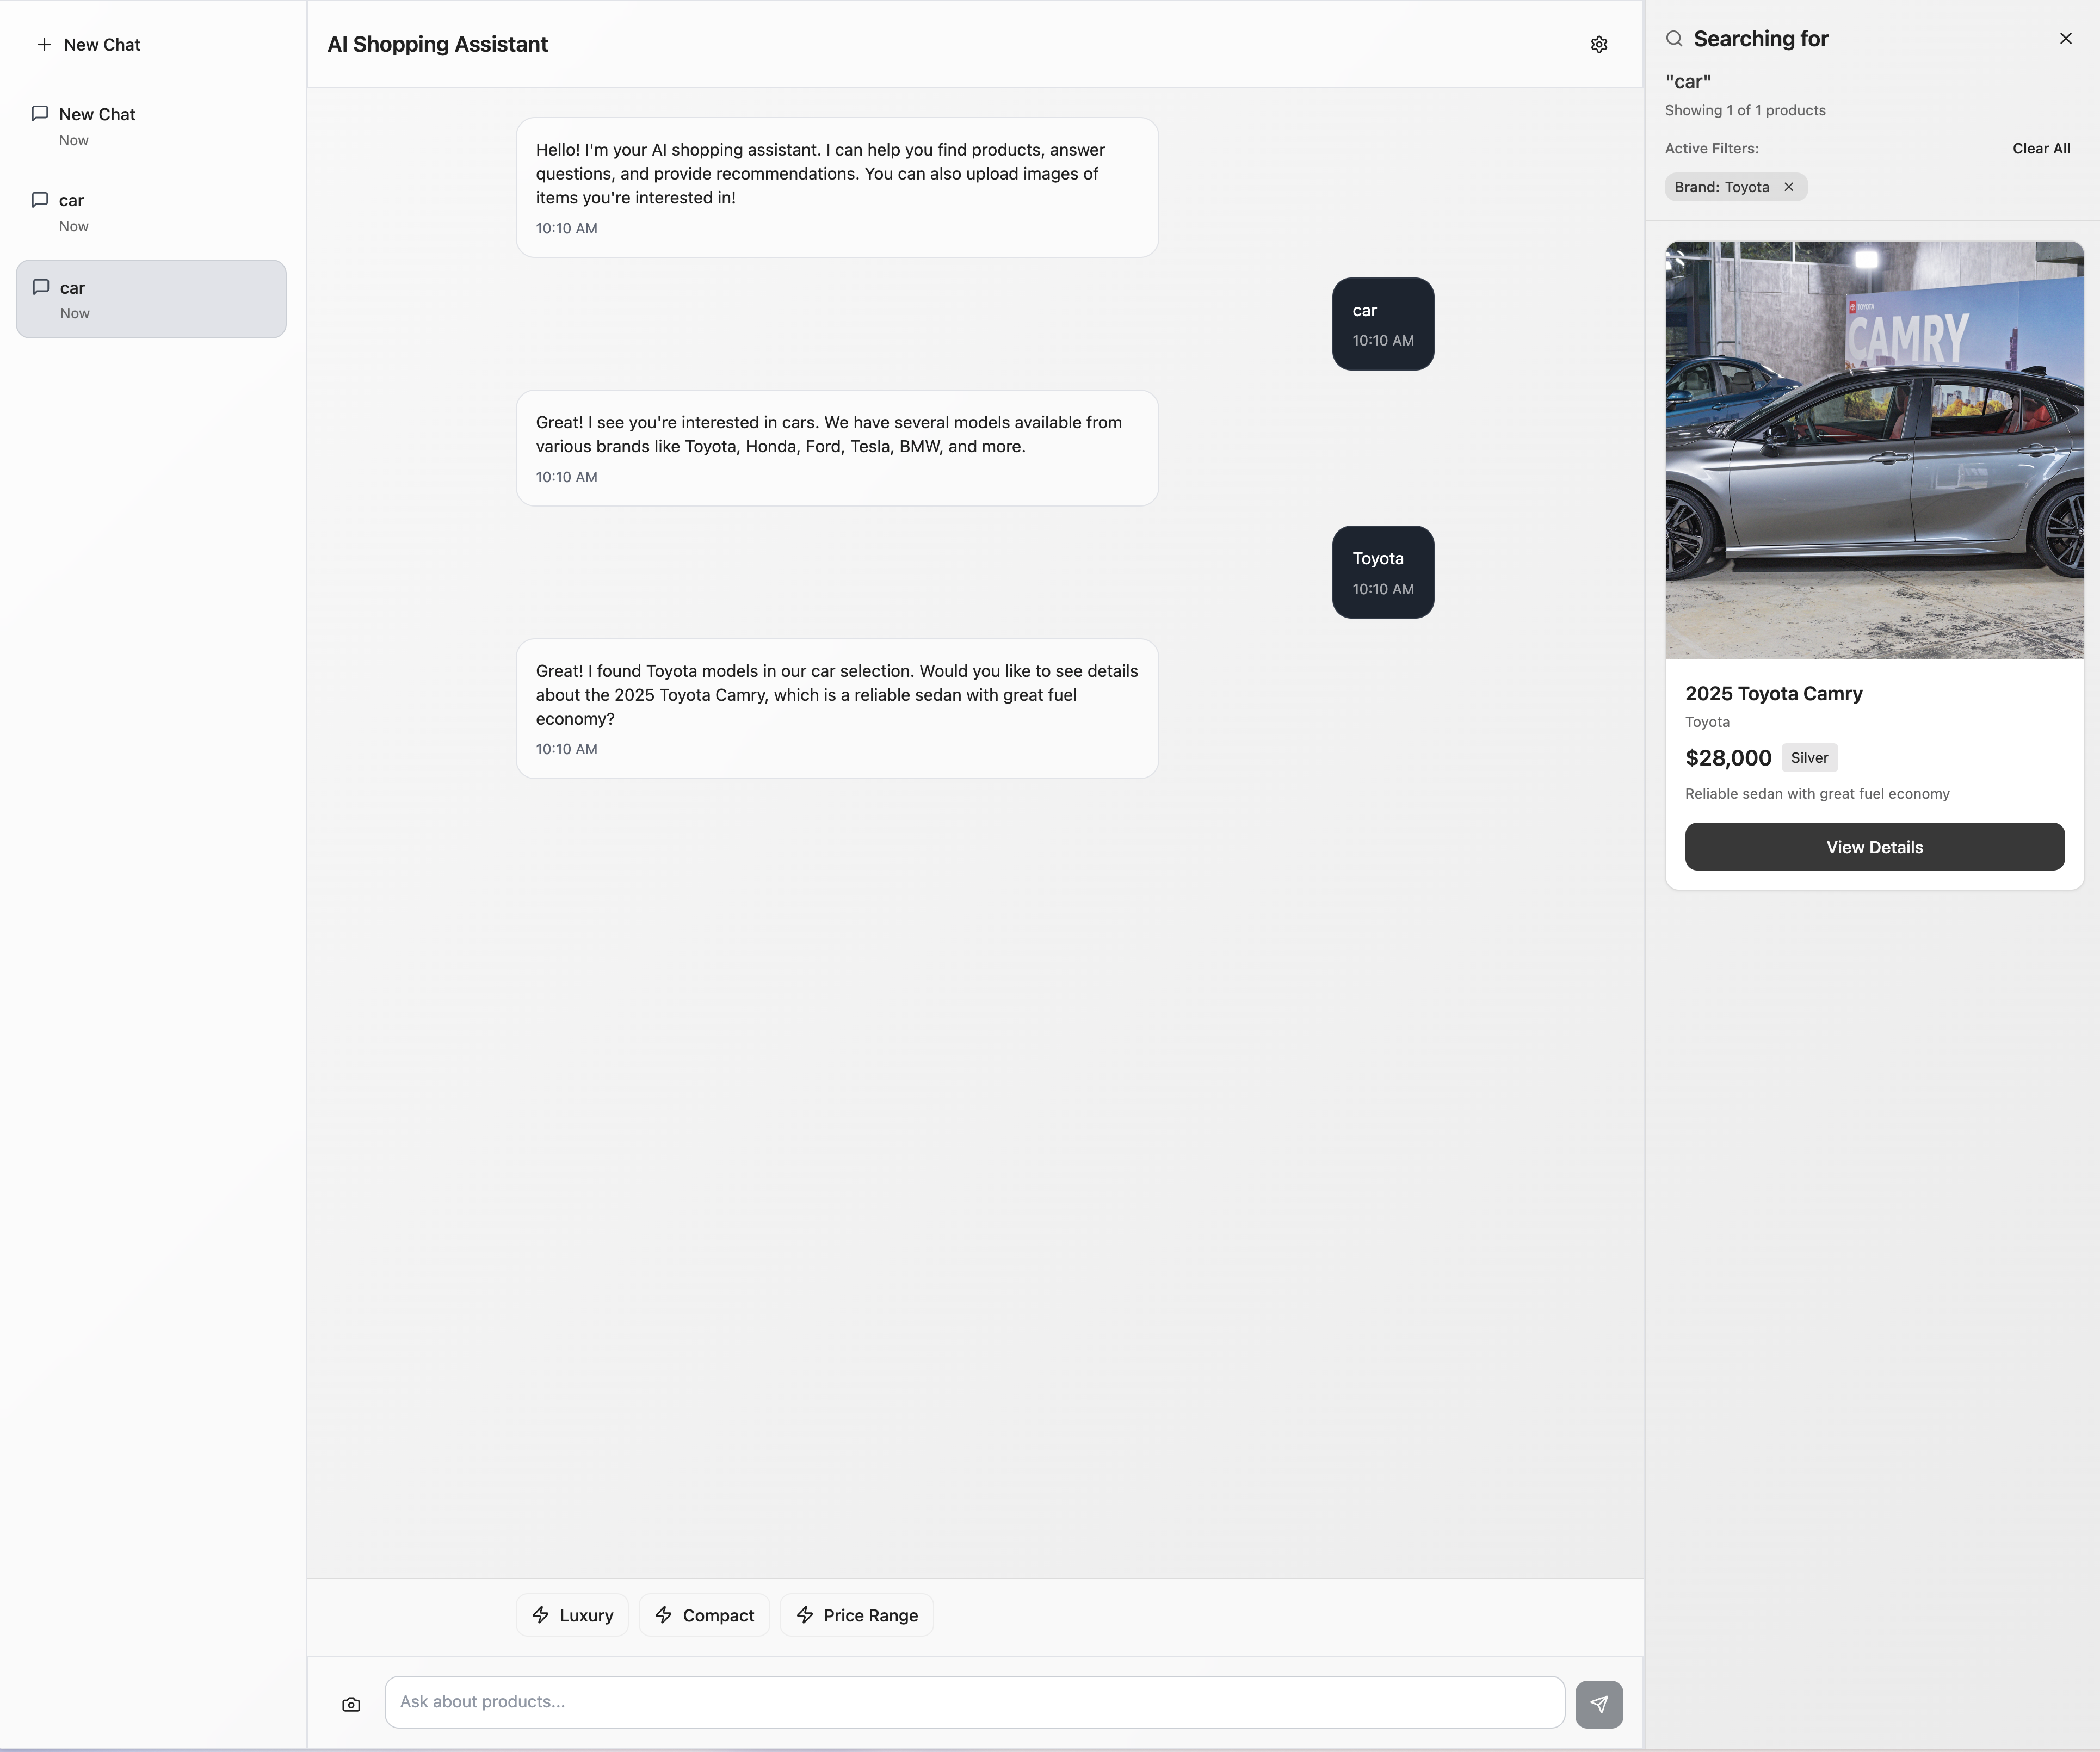 New Chat
New Chat
Now
car
Now
car
Now
AI Shopping Assistant
Hello! I'm your AI shopping assistant. I can help you find products, answer
questions, and provide recommendations. You can also upload images of
items you're interested in!
10:10 AM
car
10:10 AM
Great! I see you're interested in cars. We have several models available from
various brands like Toyota, Honda, Ford, Tesla, BMW, and more.
10:10 AM
Toyota
10:10 AM
Great! I found Toyota models in our car selection. Would you like to see details
about the 2025 Toyota Camry, which is a reliable sedan with great fuel
economy?
10:10 AM
Luxury
Compact
Price Range
Ask about products...
Searching for
"car"
Showing 1 of 1 products
Active Filters:
Clear All
Brand: Toyota
TOYOTA
CAMRY
2025 Toyota Camry
Toyota
$28,000
Silver
Reliable sedan with great fuel economy
View Details